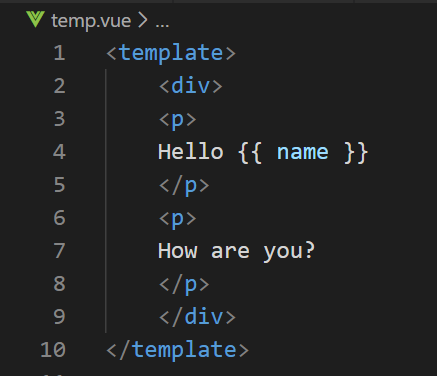 temp.vue > ...
1 <template>
2 <div>
3 <p>
4 Hello {{ name }}
5 </p>
6 <p>
7 How are you?
8 </p>
9 </div>
10 </template>